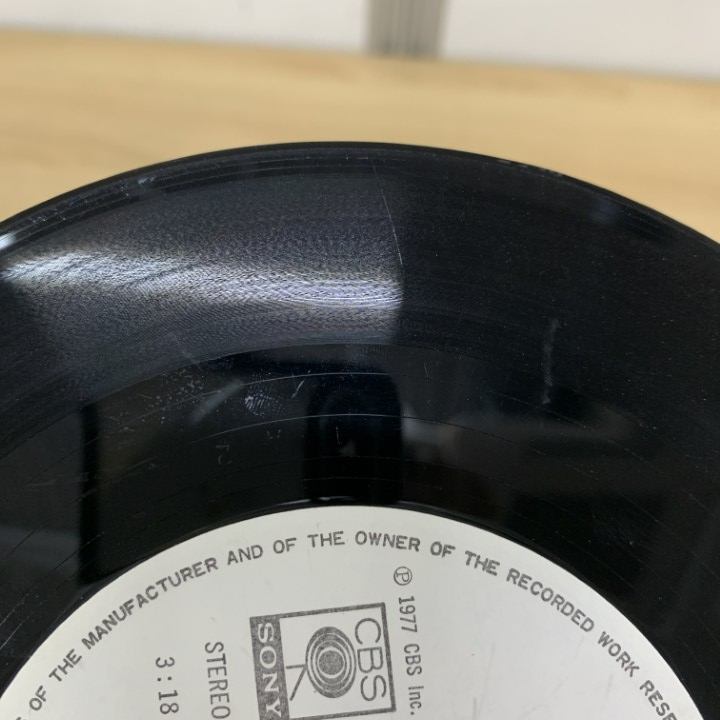 OF THE MANUFACTURER AND OF THE OWNER OF THE RECORDED WORK RESE
℗ 1977 CBS Inc.
CBS
SONY
STEREO
3:18